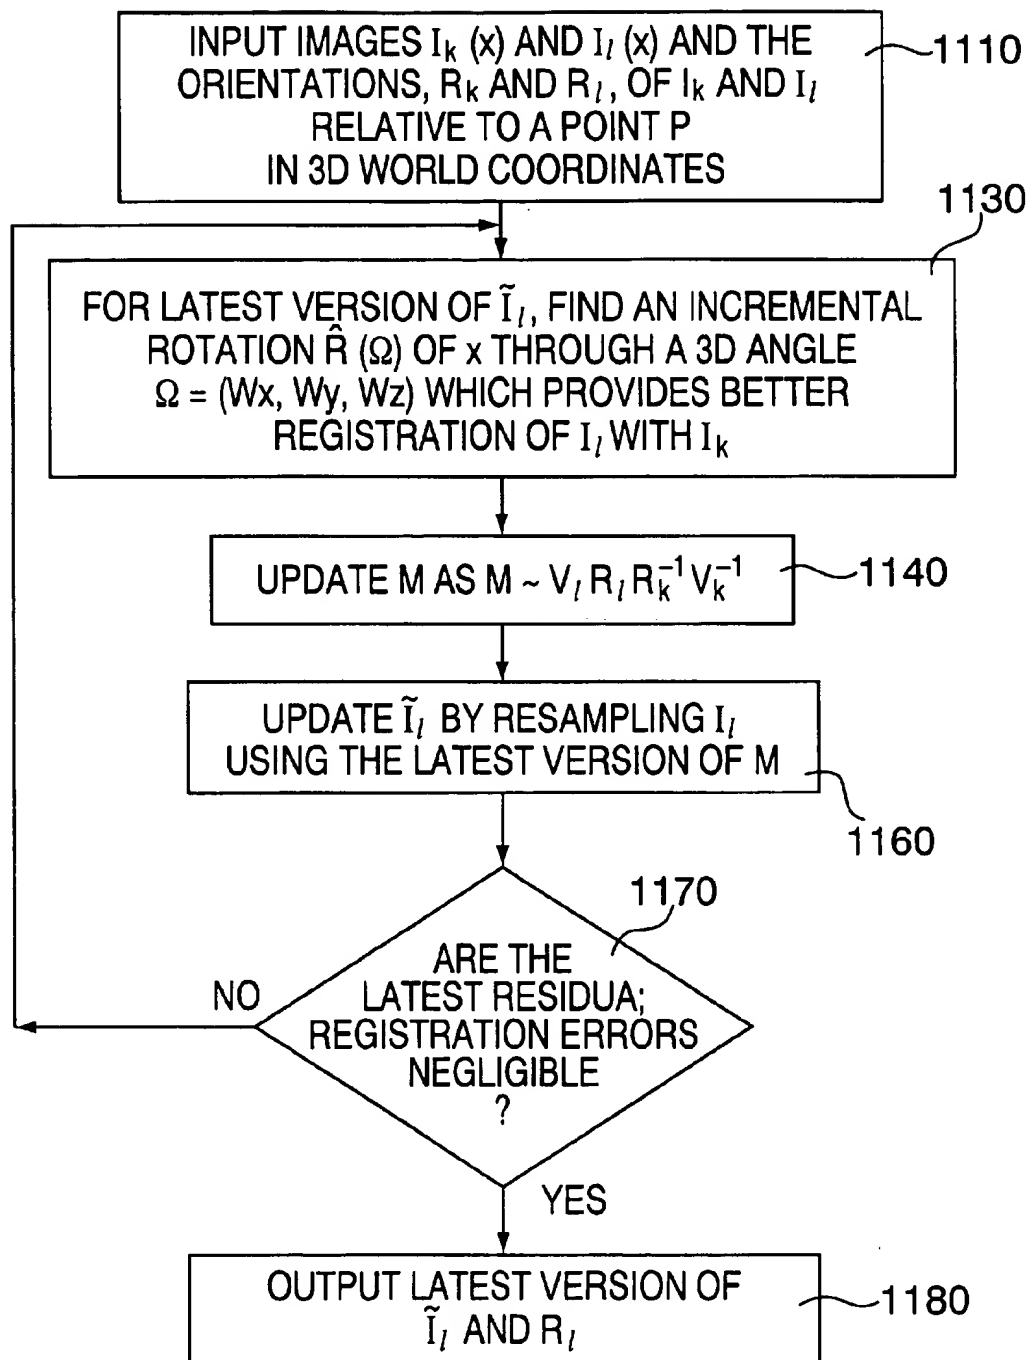 INPUT IMAGES Iₖ (x) AND Iₗ (x) AND THE
ORIENTATIONS, Rₖ AND Rₗ, OF Iₖ AND Iₗ
RELATIVE TO A POINT P
IN 3D WORLD COORDINATES
1110
1130
FOR LATEST VERSION OF Ĩₗ, FIND AN INCREMENTAL
ROTATION R̂ (Ω) OF x THROUGH A 3D ANGLE
Ω = (Wx, Wy, Wz) WHICH PROVIDES BETTER
REGISTRATION OF Iₗ WITH Iₖ
UPDATE M AS M ~ Vₗ Rₗ Rₖ⁻¹ Vₖ⁻¹
1140
UPDATE Ĩₗ BY RESAMPLING Iₗ
USING THE LATEST VERSION OF M
1160
1170
ARE THE
LATEST RESIDUA;
REGISTRATION ERRORS
NEGLIGIBLE
?
NO
YES
OUTPUT LATEST VERSION OF
Ĩₗ AND Rₗ
1180